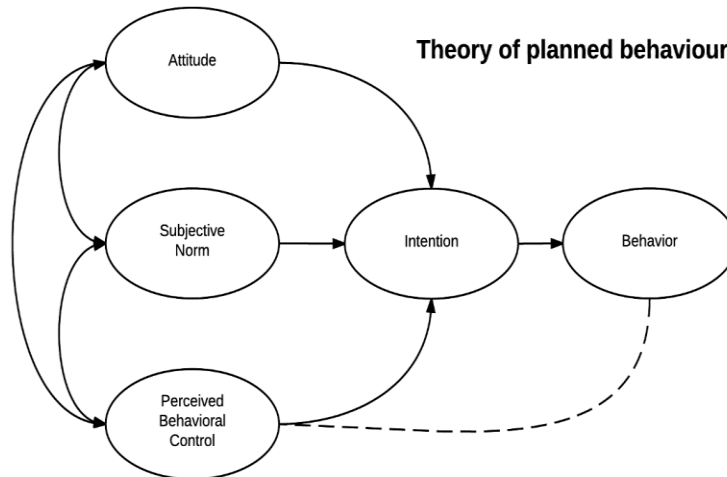 Theory of planned behaviour
Attitude
Subjective
Norm
Intention
Behavior
Perceived
Behavioral
Control